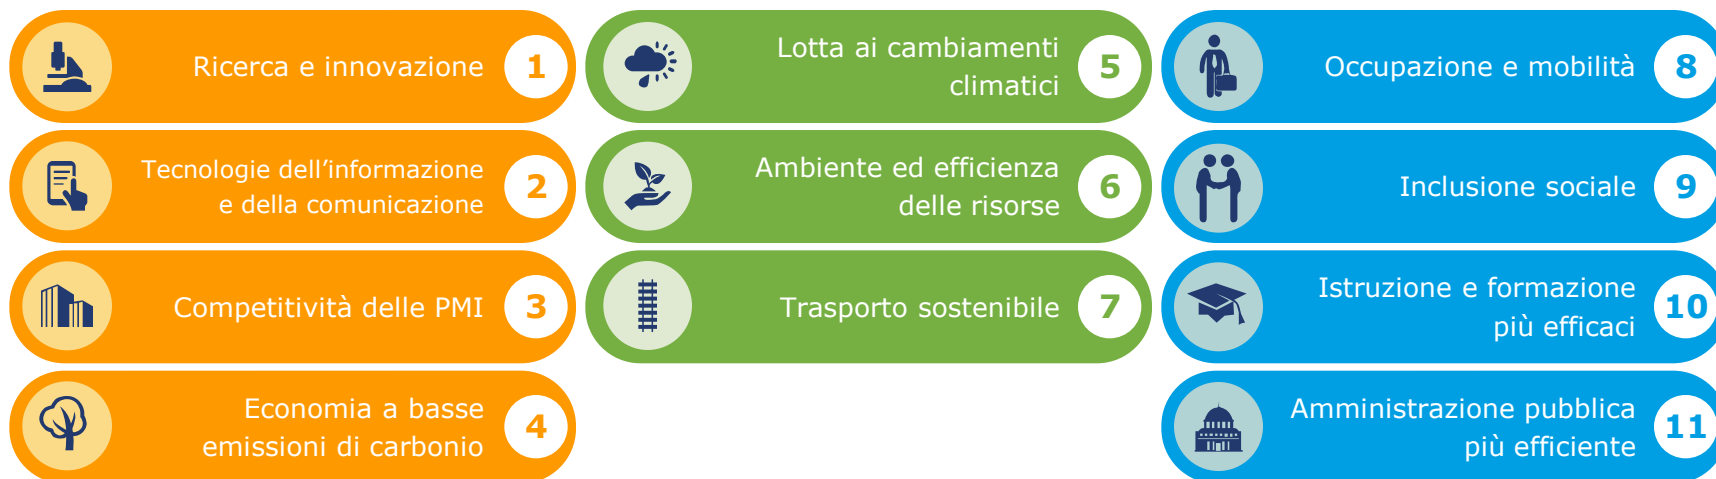 Ricerca e innovazione 1
Tecnologie dell’informazione
e della comunicazione 2
Competitività delle PMI 3
Economia a basse
emissioni di carbonio 4
Lotta ai cambiamenti
climatici 5
Ambiente ed efficienza
delle risorse 6
Trasporto sostenibile 7
Occupazione e mobilità 8
Inclusione sociale 9
Istruzione e formazione
più efficaci 10
Amministrazione pubblica
più efficiente 11